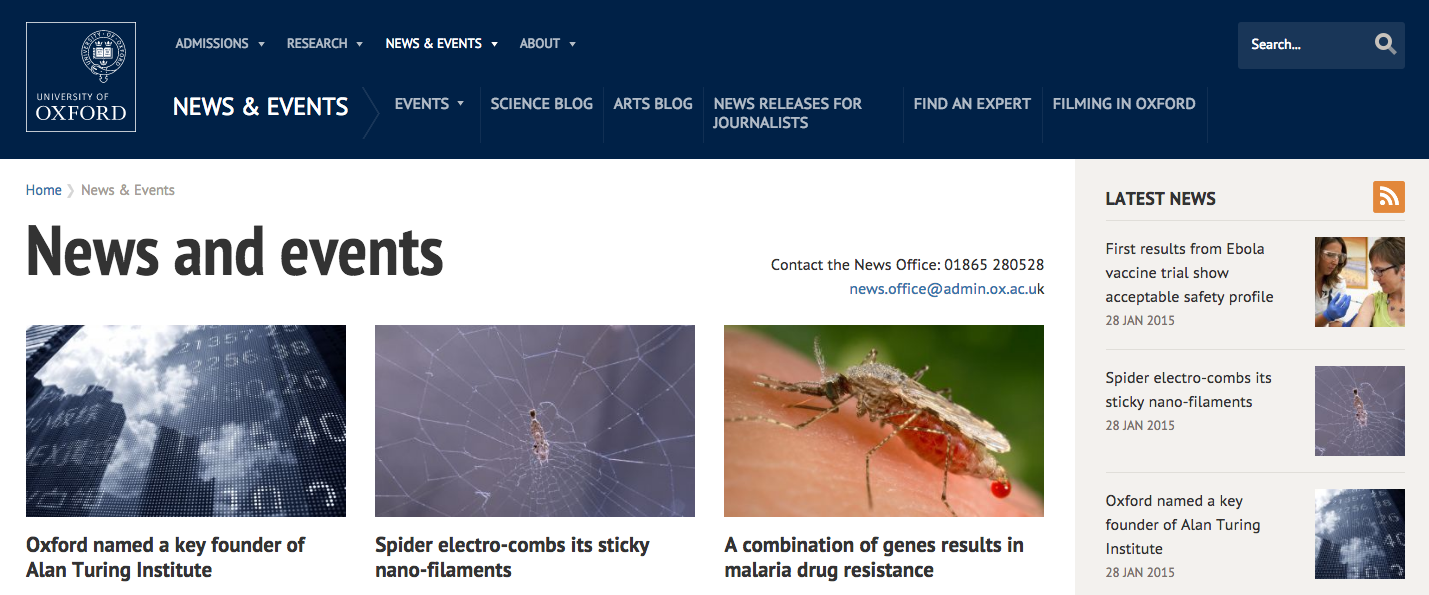 ADMISSIONS RESEARCH NEWS & EVENTS ABOUT
Search...
UNIVERSITY OF
OXFORD
NEWS & EVENTS
EVENTS
SCIENCE BLOG
ARTS BLOG
NEWS RELEASES FOR
JOURNALISTS
FIND AN EXPERT
FILMING IN OXFORD
Home News & Events
News and events
Contact the News Office: 01865 280528
news.office@admin.ox.ac.uk
21357
2256.38
Oxford named a key founder of
Alan Turing Institute
Spider electro-combs its sticky
nano-filaments
A combination of genes results in
malaria drug resistance
LATEST NEWS
First results from Ebola
vaccine trial show
acceptable safety profile
28 JAN 2015
Spider electro-combs its
sticky nano-filaments
28 JAN 2015
Oxford named a key
founder of Alan Turing
Institute
28 JAN 2015